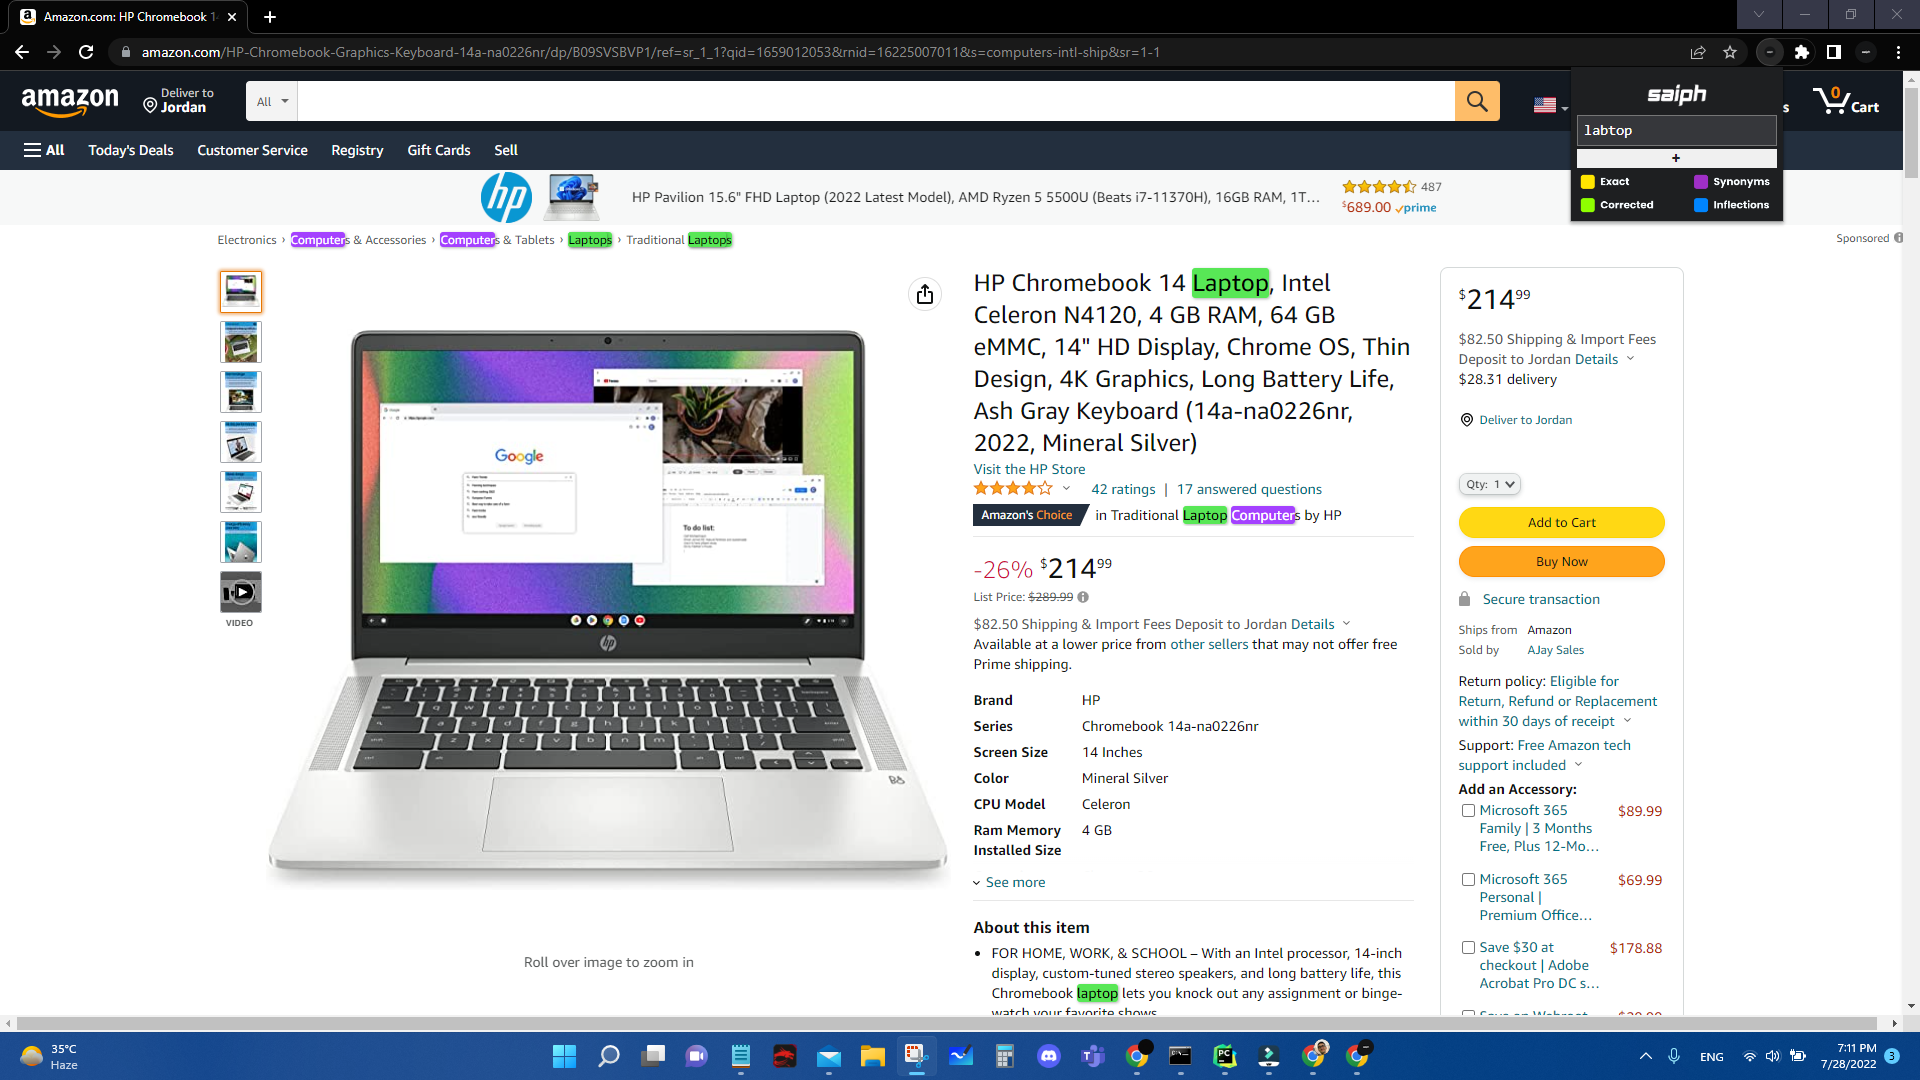 Amazon.com: HP Chromebook 14
amazon.com/HP-Chromebook-Graphics-Keyboard-14a-na0226nr/dp/B09SVSBVP1/ref=sr_1_1?qid=1659012053&rnid=16225007011&s=computers-intl-ship&sr=1-1
amazon
Deliver to
Jordan
All
0
Cart
saiph
labtop
+
Exact
Synonyms
Corrected
Inflections
All
Today's Deals
Customer Service
Registry
Gift Cards
Sell
hp
HP Pavilion 15.6" FHD Laptop (2022 Latest Model), AMD Ryzen 5 5500U (Beats i7-11370H), 16GB RAM, 1T...
487
$689.00 prime
Electronics › Computers & Accessories › Computers & Tablets › Laptops › Traditional Laptops
Sponsored
VIDEO
Google
To do list:
hp
Roll over image to zoom in
HP Chromebook 14 Laptop, Intel
Celeron N4120, 4 GB RAM, 64 GB
eMMC, 14" HD Display, Chrome OS, Thin
Design, 4K Graphics, Long Battery Life,
Ash Gray Keyboard (14a-na0226nr,
2022, Mineral Silver)
Visit the HP Store
42 ratings | 17 answered questions
Amazon's Choice in Traditional Laptop Computers by HP
-26% $214 99
List Price: $289.99
$82.50 Shipping & Import Fees Deposit to Jordan Details
Available at a lower price from other sellers that may not offer free
Prime shipping.
Brand HP
Series Chromebook 14a-na0226nr
Screen Size 14 Inches
Color Mineral Silver
CPU Model Celeron
Ram Memory 4 GB
Installed Size
See more
About this item
• FOR HOME, WORK, & SCHOOL – With an Intel processor, 14-inch
display, custom-tuned stereo speakers, and long battery life, this
Chromebook laptop lets you knock out any assignment or binge-
watch your favorite shows
$214 99
$82.50 Shipping & Import Fees
Deposit to Jordan Details
$28.31 delivery
Deliver to Jordan
Qty: 1
Add to Cart
Buy Now
Secure transaction
Ships from Amazon
Sold by AJay Sales
Return policy: Eligible for
Return, Refund or Replacement
within 30 days of receipt
Support: Free Amazon tech
support included
Add an Accessory:
Microsoft 365 $89.99
Family | 3 Months
Free, Plus 12-Mo...
Microsoft 365 $69.99
Personal |
Premium Office...
Save $30 at $178.88
checkout | Adobe
Acrobat Pro DC s...
35°C
Haze
ENG
7:11 PM
7/28/2022
3